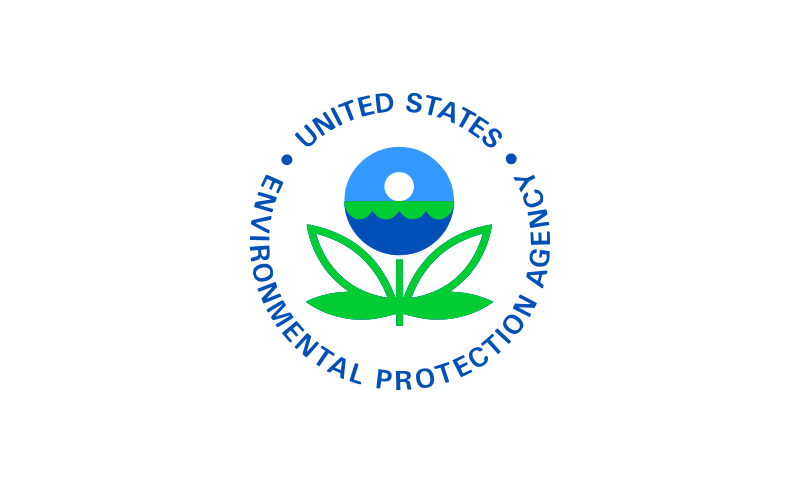 UNITED STATES
ENVIRONMENTAL PROTECTION AGENCY